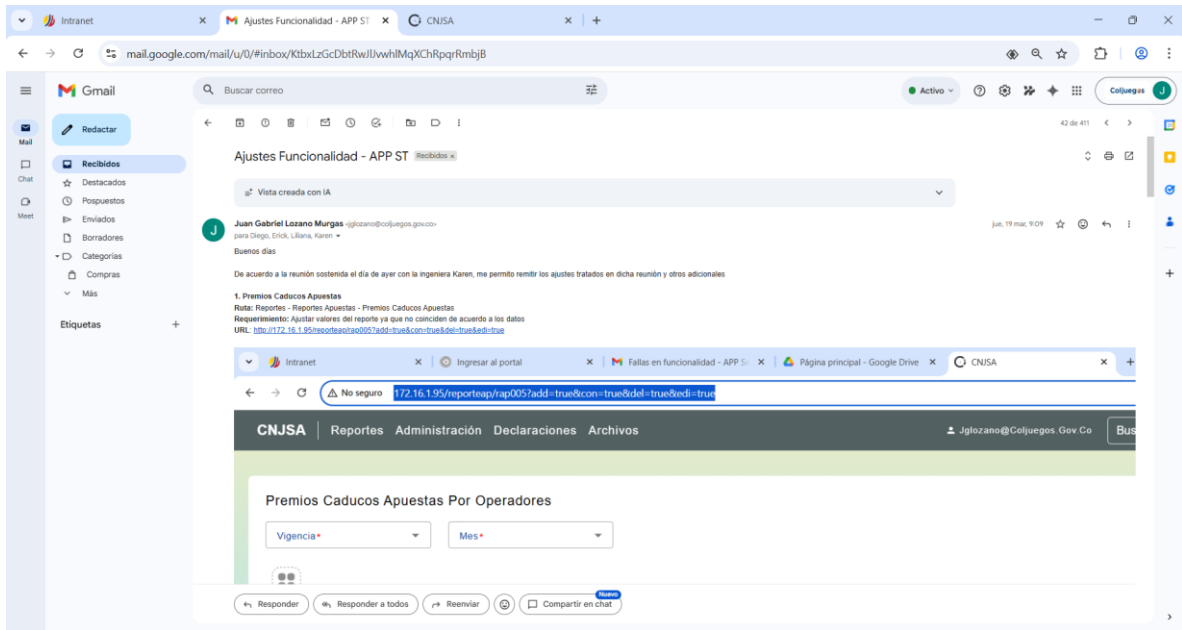 Intranet
Ajustes Funcionalidad - APP ST
CNJSA
mail.google.com/mail/u/0/#inbox/KtbxLzGcDbtRwJlJvwhlMqXChRpqrRmbjB
Gmail
Buscar correo
Activo
Coljuegos
J
Mail
Chat
Meet
Redactar
Recibidos
Destacados
Pospuestos
Enviados
Borradores
Categorías
Compras
Más
Etiquetas
42 de 411
Ajustes Funcionalidad - APP ST Recibidos x
Vista creada con IA
J
Juan Gabriel Lozano Murgas <jglozano@coljuegos.gov.co>
jue, 19 mar, 9:09
para Diego, Erick, Liliana, Karen
Buenos días
De acuerdo a la reunión sostenida el día de ayer con la ingeniera Karen, me permito remitir los ajustes tratados en dicha reunión y otros adicionales
1. Premios Caducos Apuestas
Ruta: Reportes - Reportes Apuestas - Premios Caducos Apuestas
Requerimiento: Ajustar valores del reporte ya que no coinciden de acuerdo a los datos
URL: http://172.16.1.95/reporteap/rap005?add=true&con=true&del=true&edi=true
Intranet
Ingresar al portal
Fallas en funcionalidad - APP S
Página principal - Google Drive
CNJSA
No seguro 172.16.1.95/reporteap/rap005?add=true&con=true&del=true&edi=true
CNJSA Reportes Administración Declaraciones Archivos
Jglozano@Coljuegos.Gov.Co
Bus
Premios Caducos Apuestas Por Operadores
Vigencia*
Mes*
Responder
Responder a todos
Reenviar
Compartir en chat
Nuevo